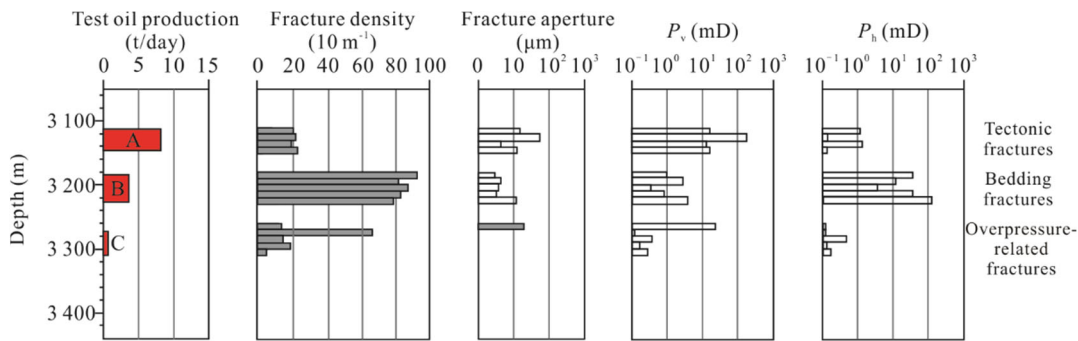 Test oil production
(t/day)
Fracture density
(10 m⁻¹)
Fracture aperture
(μm)
Pᵥ (mD)
Pₕ (mD)
0 5 10 15
0 20 40 60 80 100
0 10 10² 10³
10⁻¹ 10⁰ 10¹ 10² 10³
10⁻¹ 10⁰ 10¹ 10² 10³
Depth (m)
3 100
3 200
3 300
3 400
A
B
C
Tectonic
fractures
Bedding
fractures
Overpressure-
related
fractures